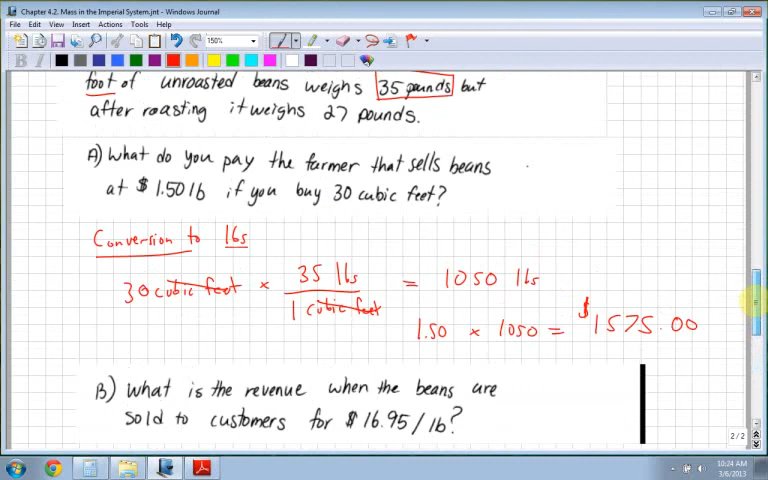 Chapter 4.2. Mass in the Imperial System.jnt - Windows Journal
File Edit View Insert Actions Tools Help
150%
B I
foot of unroasted beans weighs 35 pounds but
after roasting it weighs 27 pounds.
A) What do you pay the farmer that sells beans
at $1.50 lb if you buy 30 cubic feet?
Conversion to lbs
30 cubic feet × 35 lbs = 1050 lbs
1 cubic feet
1.50 × 1050 = $1575.00
B) What is the revenue when the beans are
sold to customers for $16.95/lb?
2 / 2
10:24 AM
3/6/2013